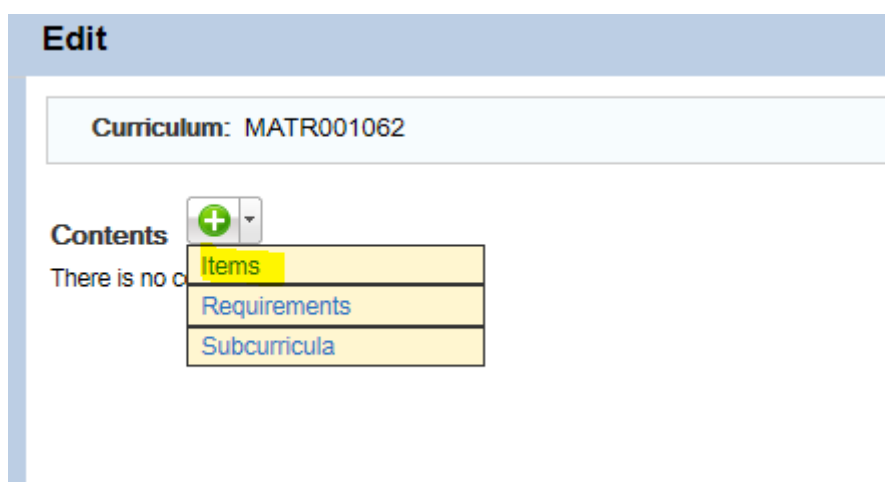 Edit
Curriculum: MATR001062
Contents
Items
There is no
Requirements
Subcurricula